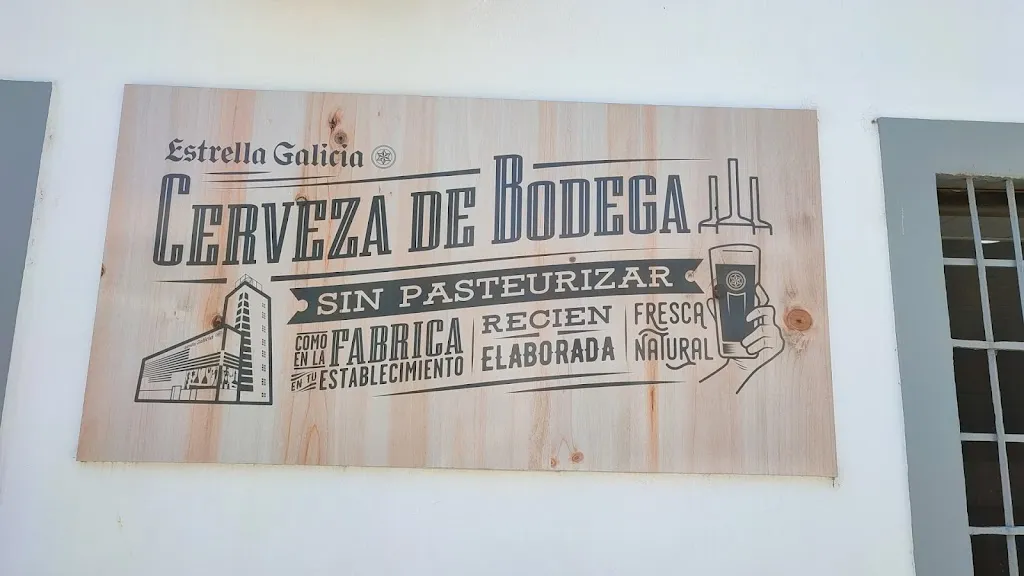 Estrella Galicia
CERVEZA DE BODEGA
SIN PASTEURIZAR
COMO EN LA FABRICA
EN TU ESTABLECIMIENTO
RECIEN
ELABORADA
FRESCA
NATURAL